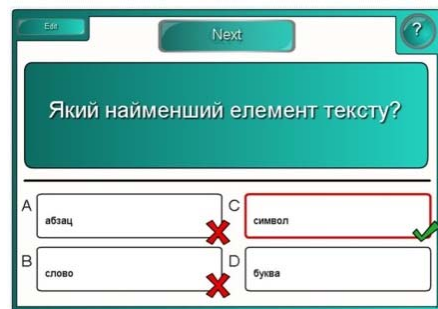 Edit
Next
?
Який найменший елемент тексту?
A
абзац
C
символ
B
слово
D
буква